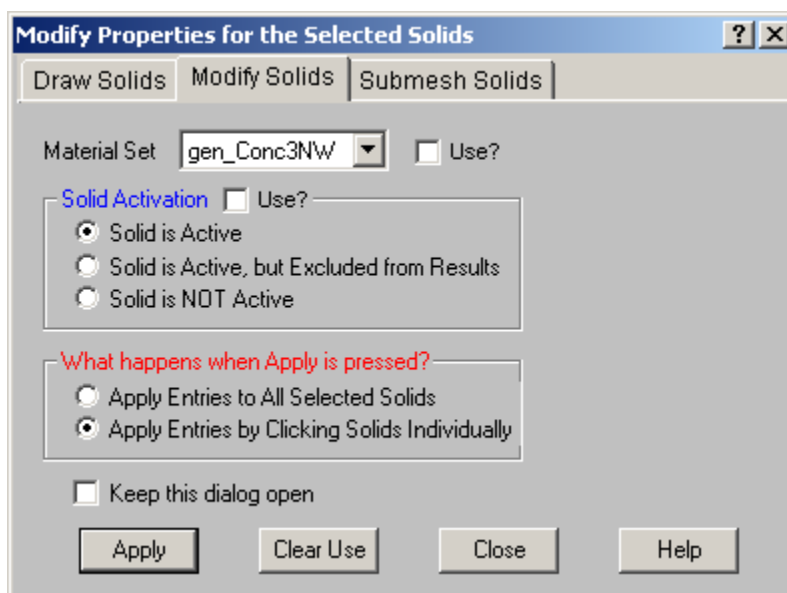 Modify Properties for the Selected Solids
Draw Solids Modify Solids Submesh Solids
Material Set gen_Conc3NW Use?
Solid Activation Use?
Solid is Active
Solid is Active, but Excluded from Results
Solid is NOT Active
What happens when Apply is pressed?
Apply Entries to All Selected Solids
Apply Entries by Clicking Solids Individually
Keep this dialog open
Apply Clear Use Close Help